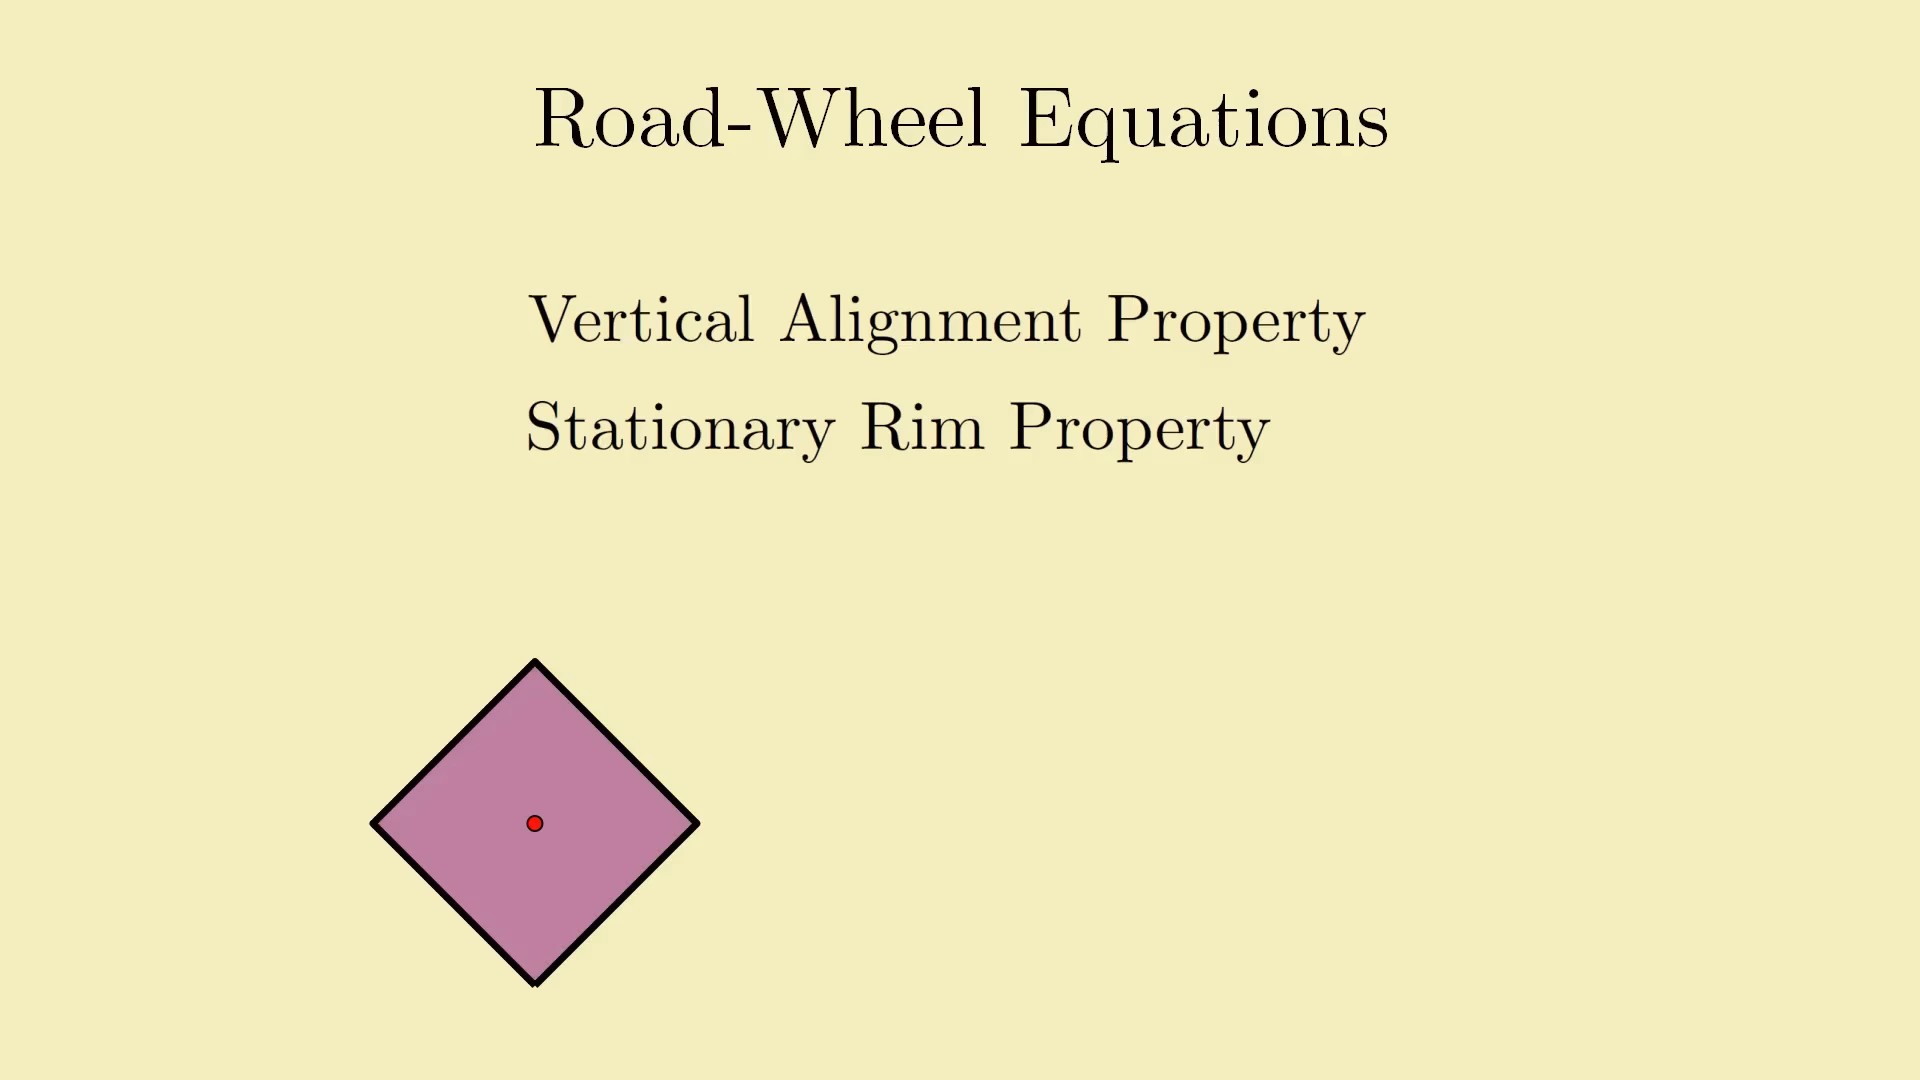 Road-Wheel Equations
Vertical Alignment Property
Stationary Rim Property